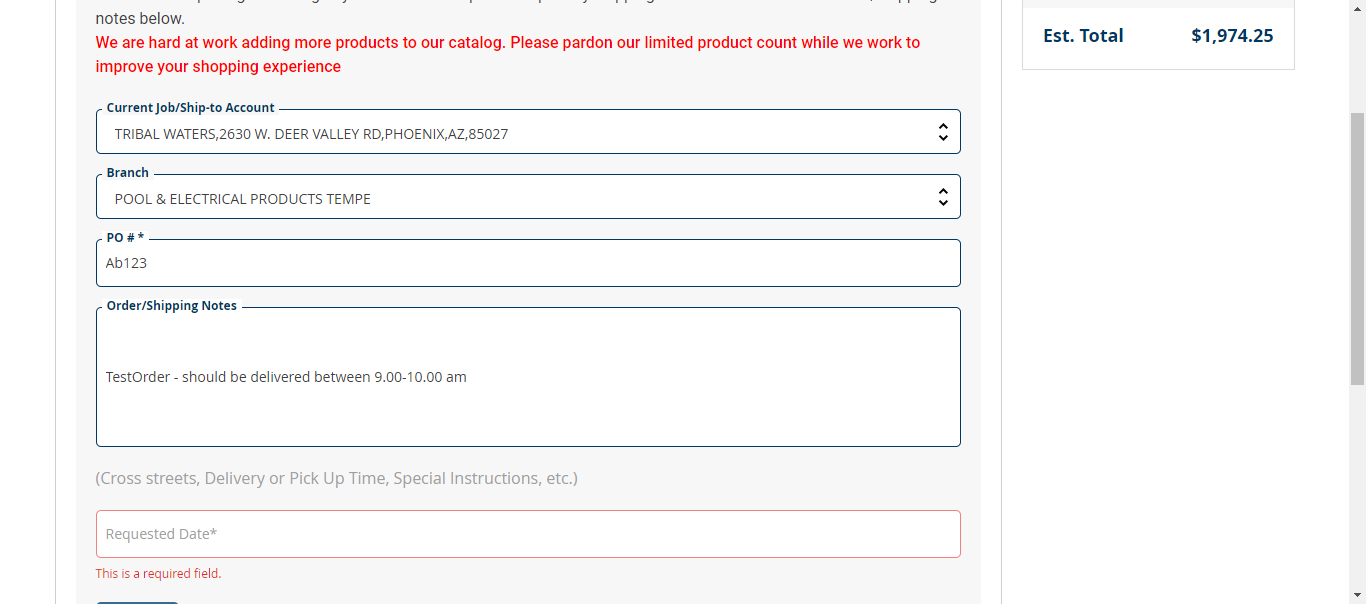 notes below.
We are hard at work adding more products to our catalog. Please pardon our limited product count while we work to
improve your shopping experience
Current Job/Ship-to Account
TRIBAL WATERS,2630 W. DEER VALLEY RD,PHOENIX,AZ,85027
Branch
POOL & ELECTRICAL PRODUCTS TEMPE
PO # *
Ab123
Order/Shipping Notes
TestOrder - should be delivered between 9.00-10.00 am
(Cross streets, Delivery or Pick Up Time, Special Instructions, etc.)
Requested Date*
This is a required field.
Est. Total $1,974.25